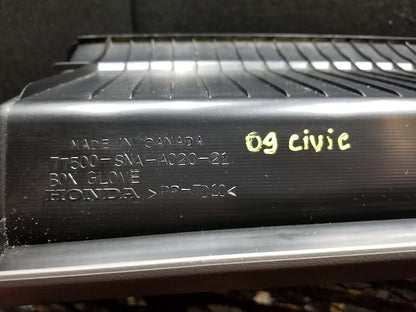 MADE IN CANADA
77500-SNA-A020-21
BOX GLOVE
HONDA >PP-TD10<
09 civic